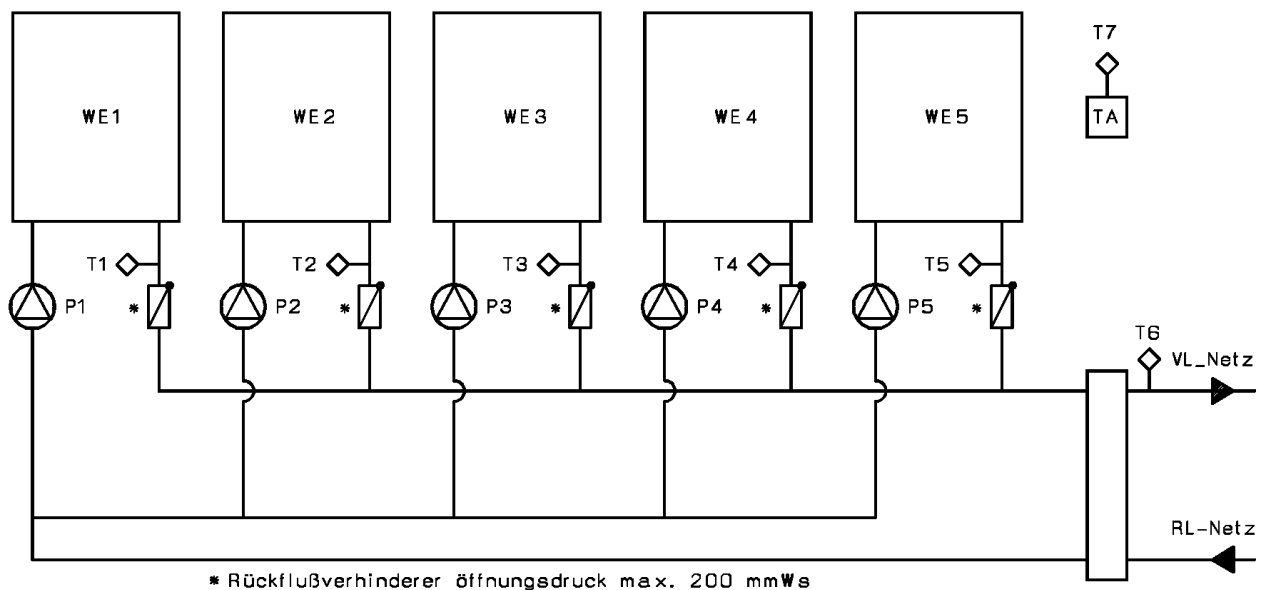 WE1
WE2
WE3
WE4
WE5
T7
TA
T1
T2
T3
T4
T5
P1
*
P2
*
P3
*
P4
*
P5
*
T6
VL_Netz
RL-Netz
* Rückflußverhinderer öffnungsdruck max. 200 mmWs